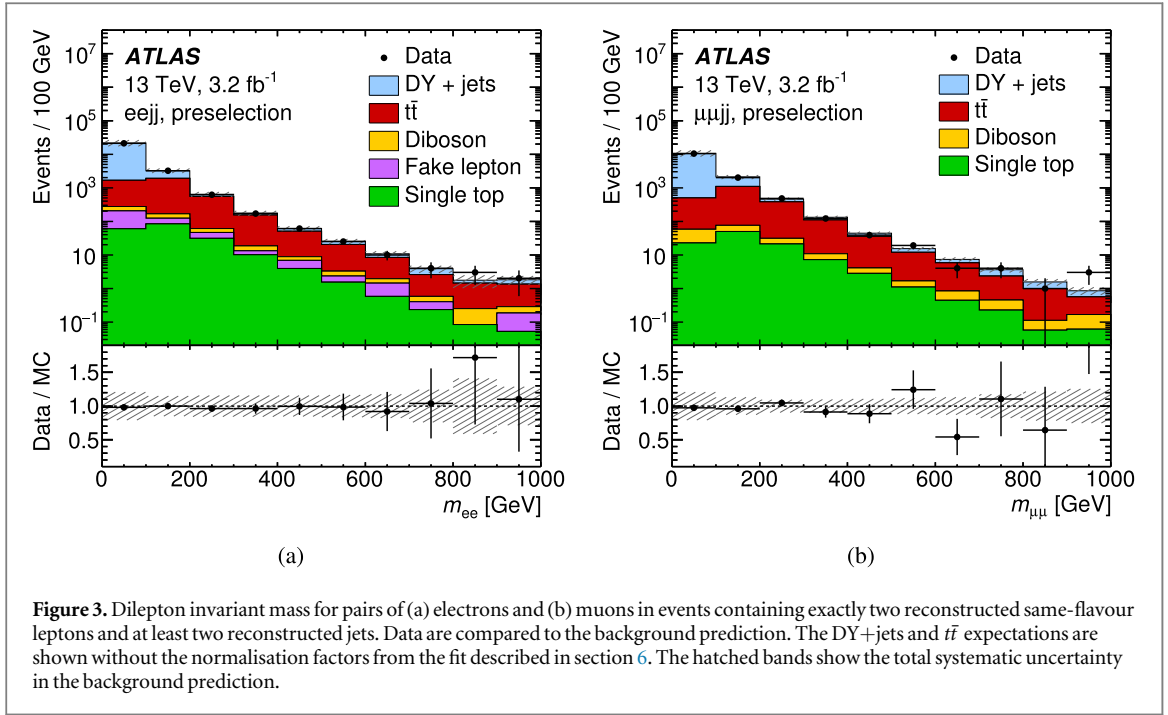 ATLAS
13 TeV, 3.2 fb⁻¹
eejj, preselection
Data
DY + jets
tt̄
Diboson
Fake lepton
Single top
Events / 100 GeV
10⁷
10⁵
10³
10
10⁻¹
Data / MC
1.5
1.0
0.5
0 200 400 600 800 1000
mee [GeV]
(a)
ATLAS
13 TeV, 3.2 fb⁻¹
μμjj, preselection
Data
DY + jets
tt̄
Diboson
Single top
Events / 100 GeV
10⁷
10⁵
10³
10
10⁻¹
Data / MC
1.5
1.0
0.5
0 200 400 600 800 1000
mμμ [GeV]
(b)
Figure 3. Dilepton invariant mass for pairs of (a) electrons and (b) muons in events containing exactly two reconstructed same-flavour
leptons and at least two reconstructed jets. Data are compared to the background prediction. The DY+jets and tt̄ expectations are
shown without the normalisation factors from the fit described in section 6. The hatched bands show the total systematic uncertainty
in the background prediction.